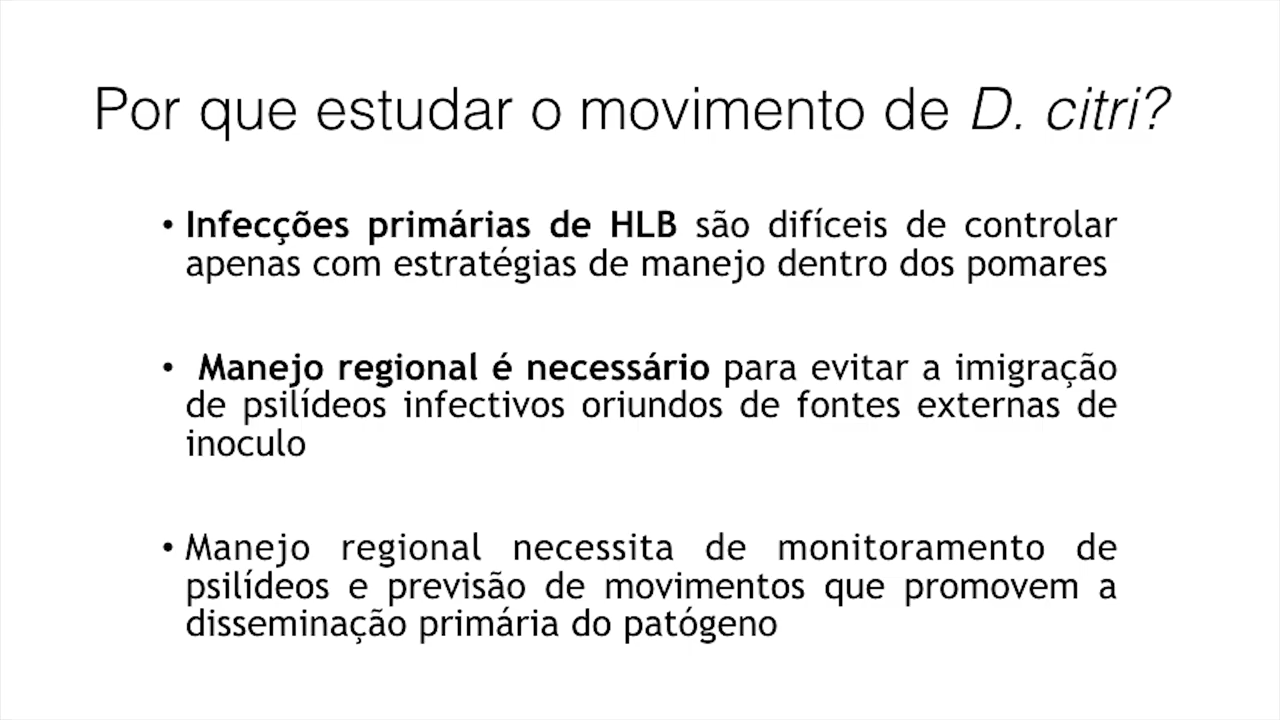 Por que estudar o movimento de D. citri?
• Infecções primárias de HLB são difíceis de controlar
apenas com estratégias de manejo dentro dos pomares
• Manejo regional é necessário para evitar a imigração
de psilídeos infectivos oriundos de fontes externas de
inoculo
• Manejo regional necessita de monitoramento de
psilídeos e previsão de movimentos que promovem a
disseminação primária do patógeno